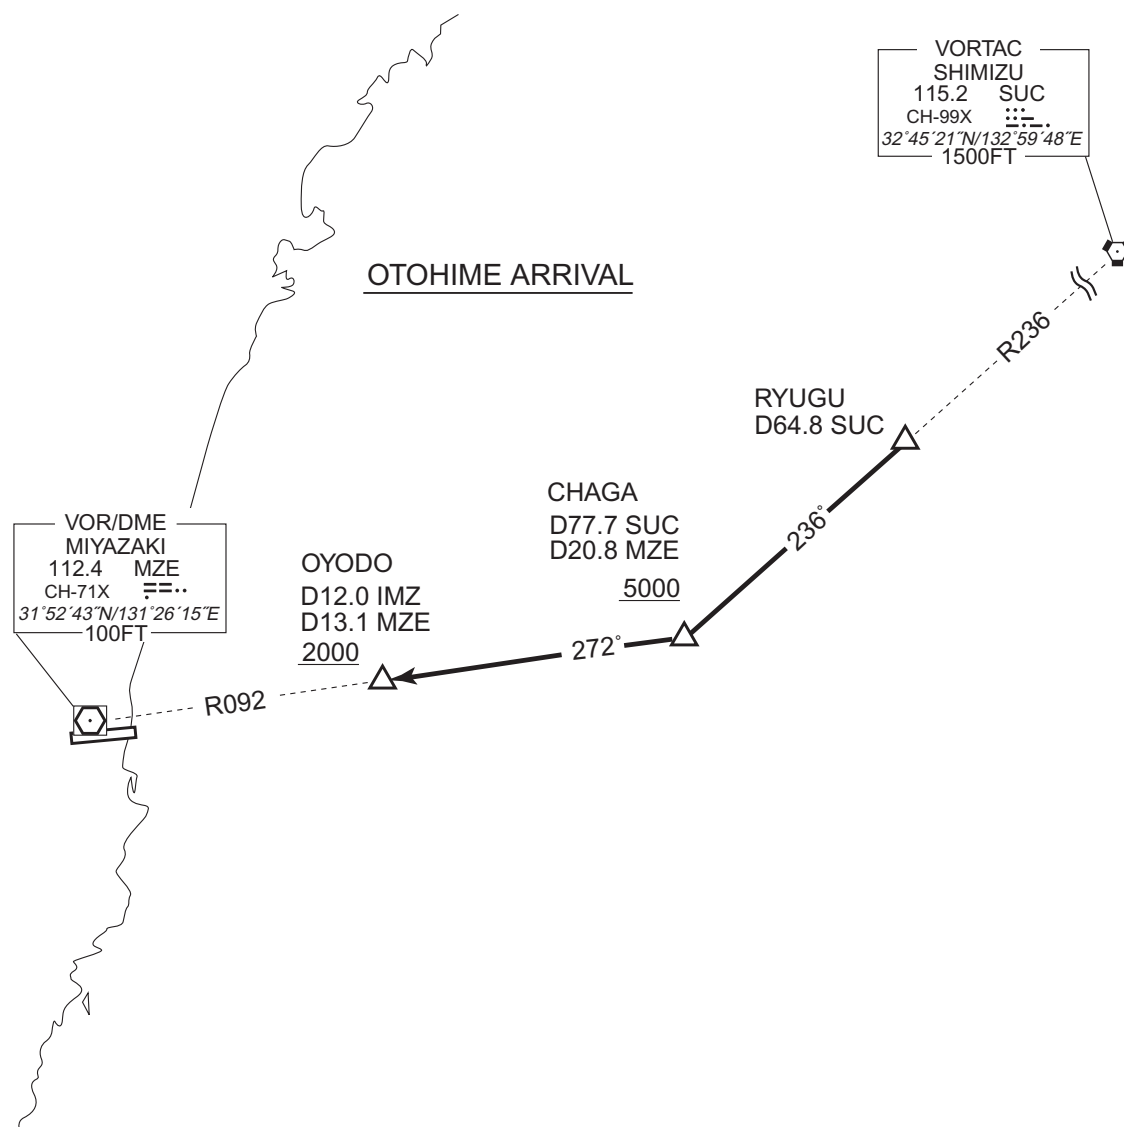 VORTAC
SHIMIZU
115.2 SUC
CH-99X
32°45´21˝N/132°59´48˝E
1500FT
OTOHIME ARRIVAL
R236
RYUGU
D64.8 SUC
CHAGA
D77.7 SUC
D20.8 MZE
5000
236°
VOR/DME
MIYAZAKI
112.4 MZE
CH-71X
31°52´43˝N/131°26´15˝E
100FT
OYODO
D12.0 IMZ
D13.1 MZE
2000
272°
R092